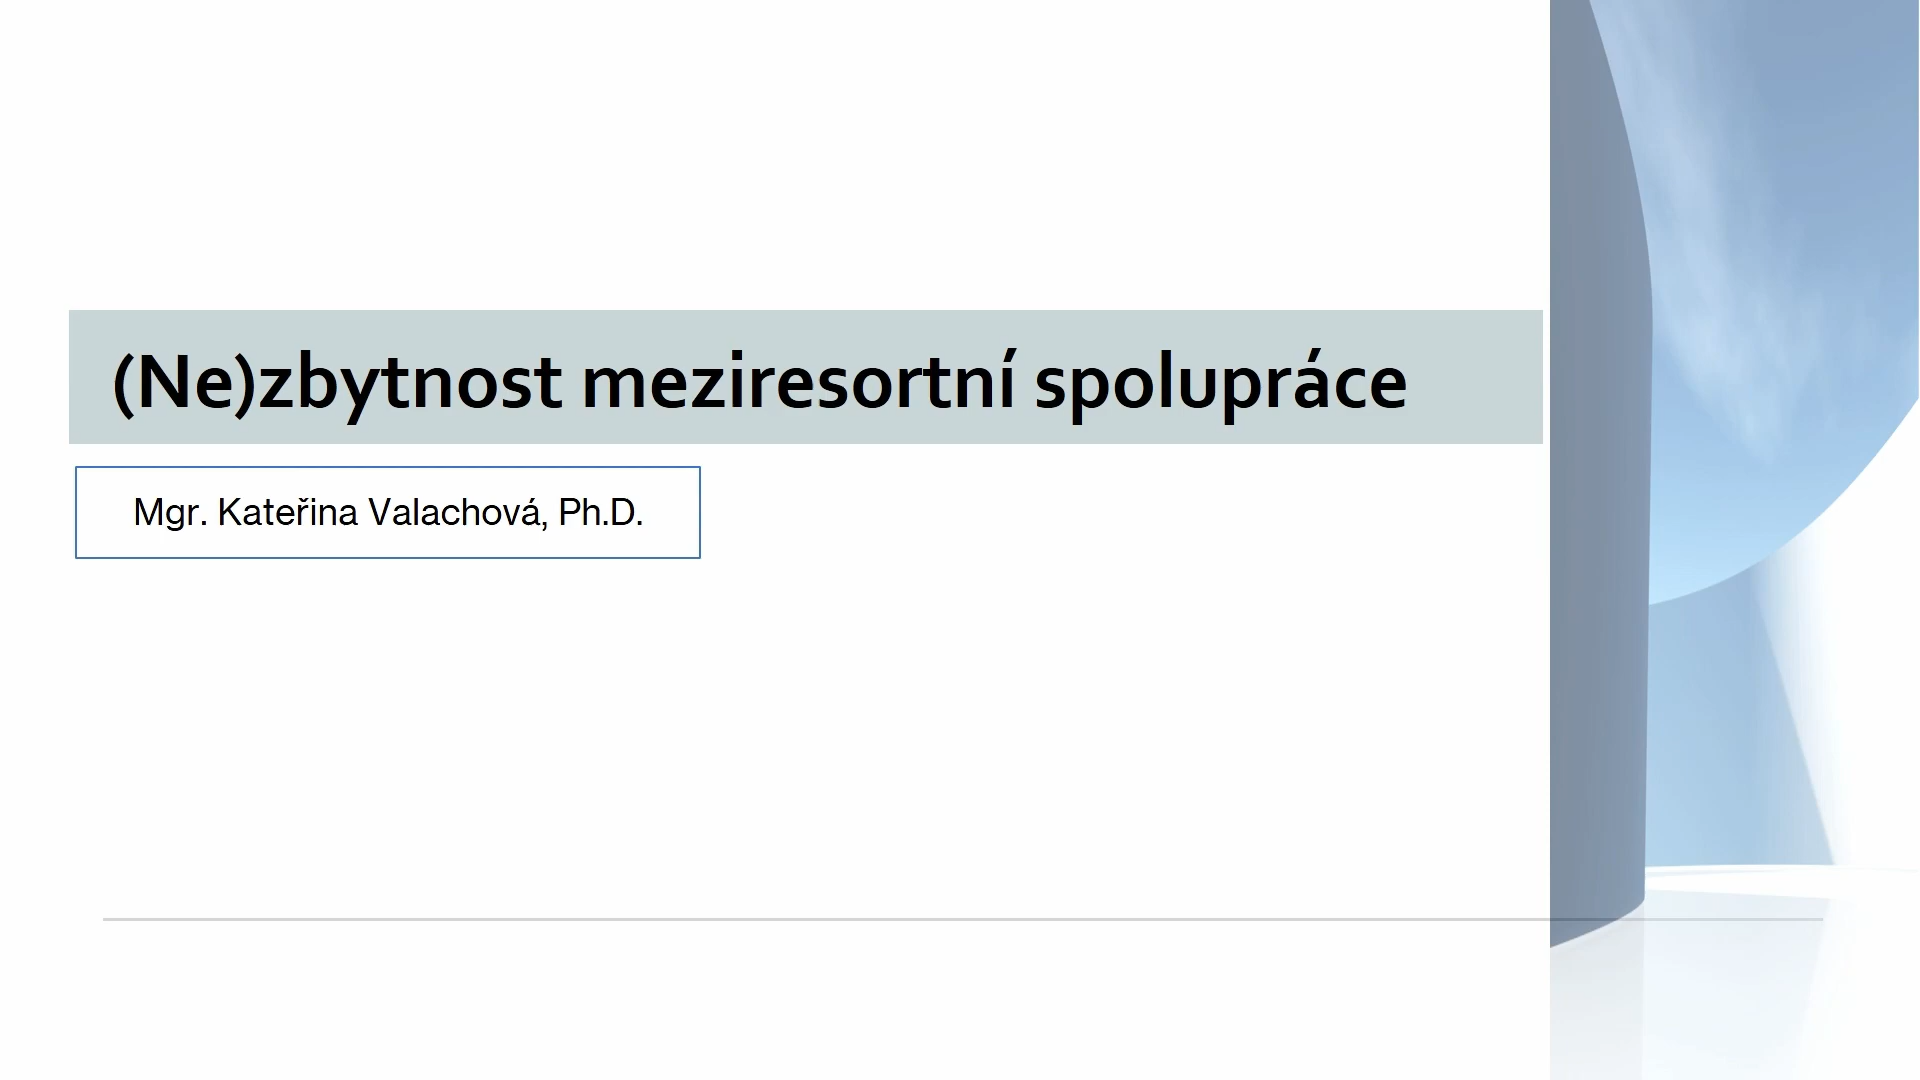 (Ne)zbytnost meziresortní spolupráce
Mgr. Kateřina Valachová, Ph.D.